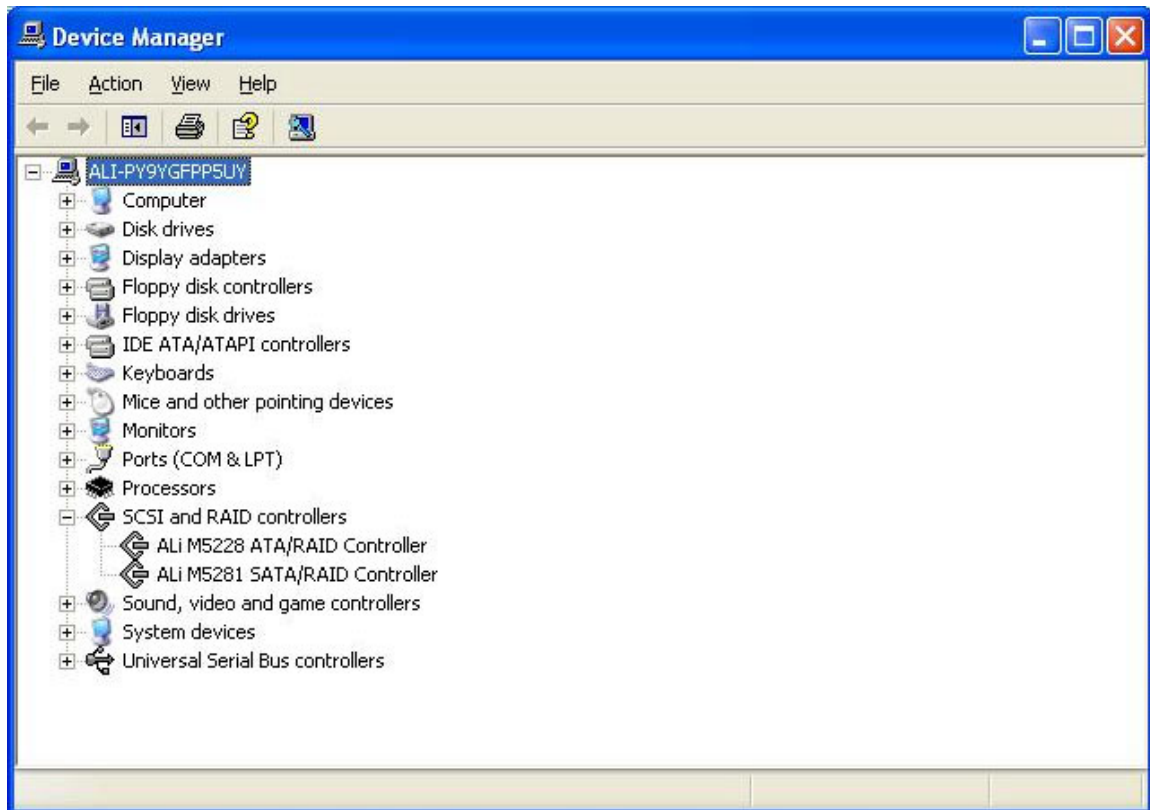 Device Manager
File Action View Help
ALI-PY9YGFPP5UY
Computer
Disk drives
Display adapters
Floppy disk controllers
Floppy disk drives
IDE ATA/ATAPI controllers
Keyboards
Mice and other pointing devices
Monitors
Ports (COM & LPT)
Processors
SCSI and RAID controllers
ALi M5228 ATA/RAID Controller
ALi M5281 SATA/RAID Controller
Sound, video and game controllers
System devices
Universal Serial Bus controllers